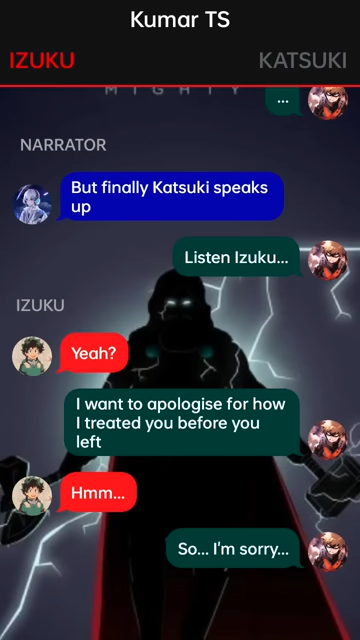 Kumar TS
IZUKU
KATSUKI
MIGHTY
...
NARRATOR
But finally Katsuki speaks
up
Listen Izuku...
IZUKU
Yeah?
I want to apologise for how
I treated you before you
left
Hmm...
So... I'm sorry...